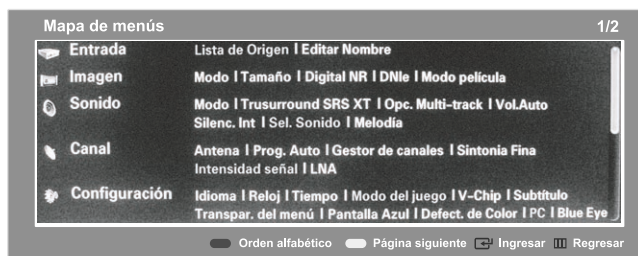 Mapa de menús 1/2
Entrada Lista de Origen | Editar Nombre
Imagen Modo | Tamaño | Digital NR | DNIe | Modo película
Sonido Modo | Trusurround SRS XT | Opc. Multi-track | Vol.Auto
Silenc. Int | Sel. Sonido | Melodía
Canal Antena | Prog. Auto | Gestor de canales | Sintonia Fina
Intensidad señal | LNA
Configuración Idioma | Reloj | Tiempo | Modo del juego | V-Chip | Subtítulo
Transpar. del menú | Pantalla Azul | Defect. de Color | PC | Blue Eye
Orden alfabético Página siguiente Ingresar Regresar